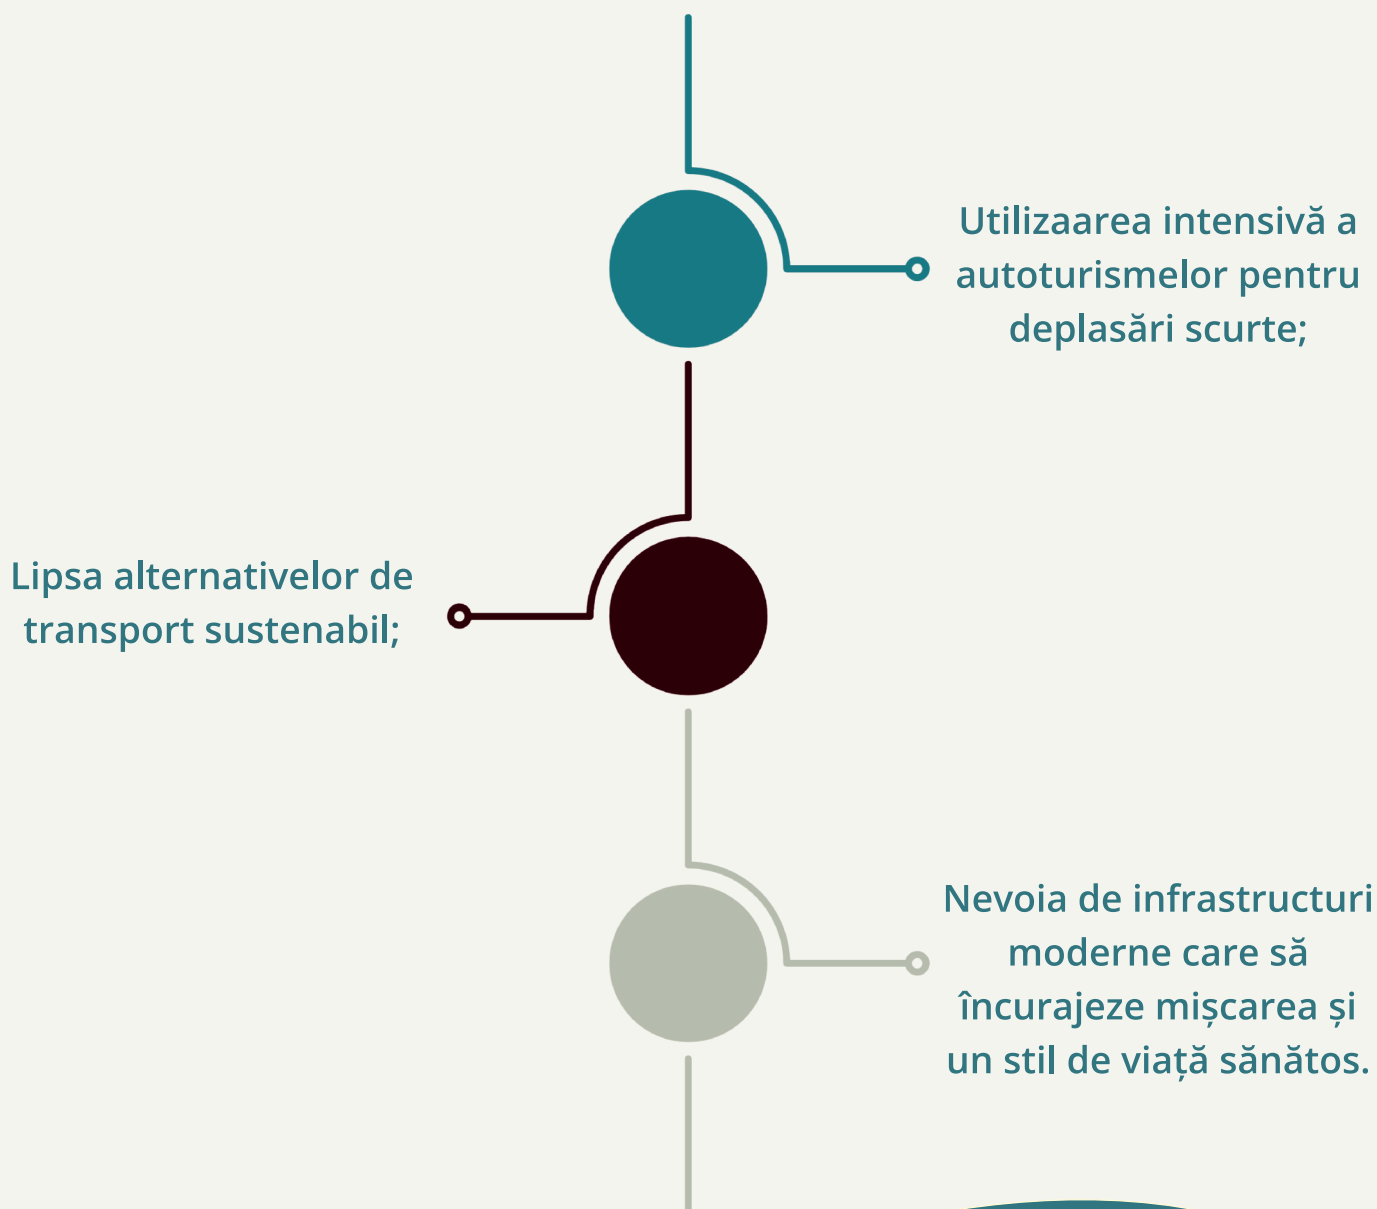 Utilizaarea intensivă a
autoturismelor pentru
deplasări scurte;
Lipsa alternativelor de
transport sustenabil;
Nevoia de infrastructuri
moderne care să
încurajeze mișcarea și
un stil de viață sănătos.